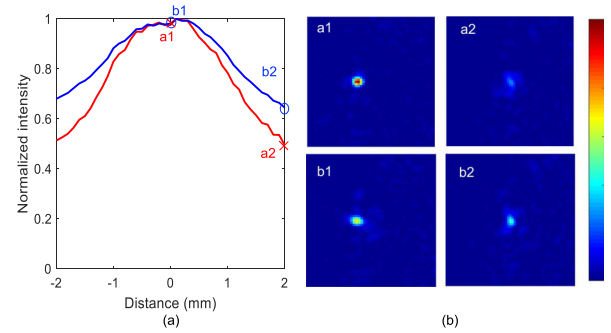 b1
a1
b2
a2
Normalized intensity
1
0.8
0.6
0.4
0.2
0
-2
-1
0
1
2
Distance (mm)
(a)
a1
a2
b1
b2
(b)